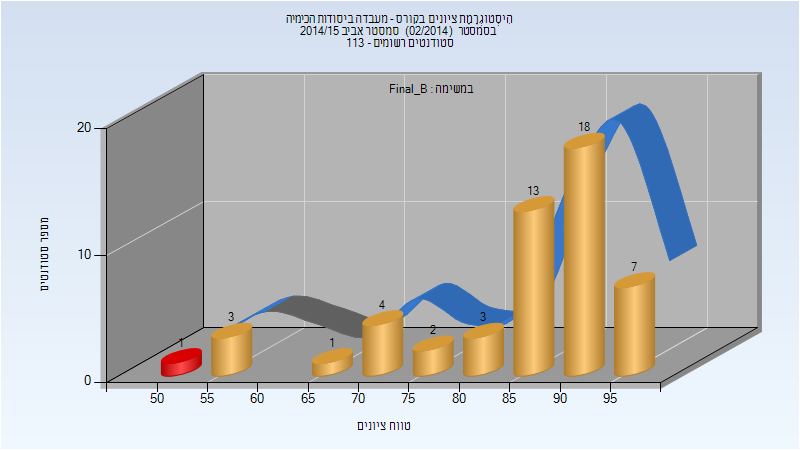 היסטוגרמת ציונים בקורס - מעבדה ביסודות הכימיה
בסמסטר (02/2014) סמסטר אביב 2014/15
סטודנטים רשומים - 113
במשימה : Final_B
מספר סטודנטים
20
10
0
1
3
1
4
2
3
13
18
7
50 55 60 65 70 75 80 85 90 95
טווח ציונים